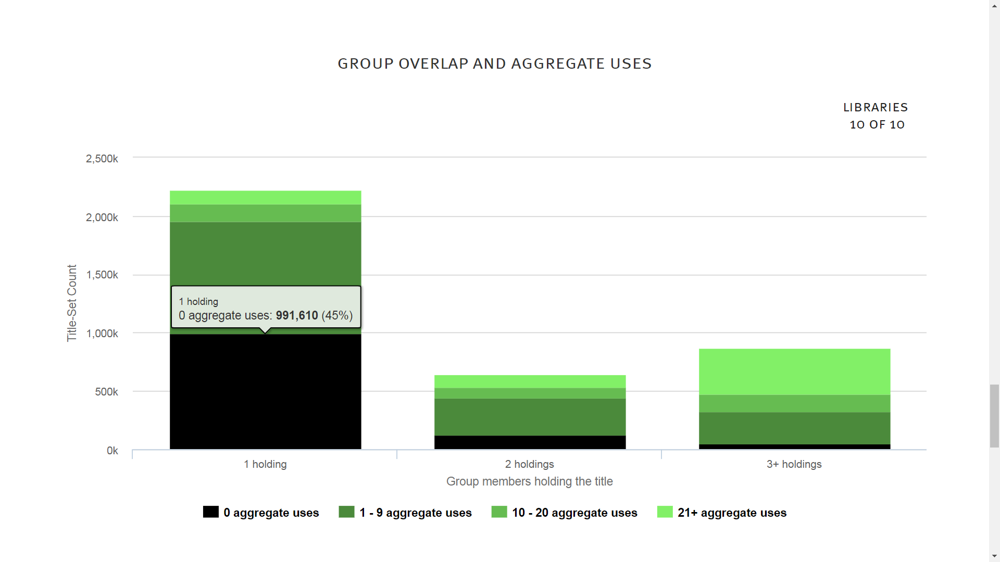 GROUP OVERLAP AND AGGREGATE USES
LIBRARIES
10 OF 10
2,500k
2,000k
1,500k
1,000k
500k
0k
Title-Set Count
1 holding
0 aggregate uses: 991,610 (45%)
1 holding
2 holdings
3+ holdings
Group members holding the title
0 aggregate uses
1 - 9 aggregate uses
10 - 20 aggregate uses
21+ aggregate uses